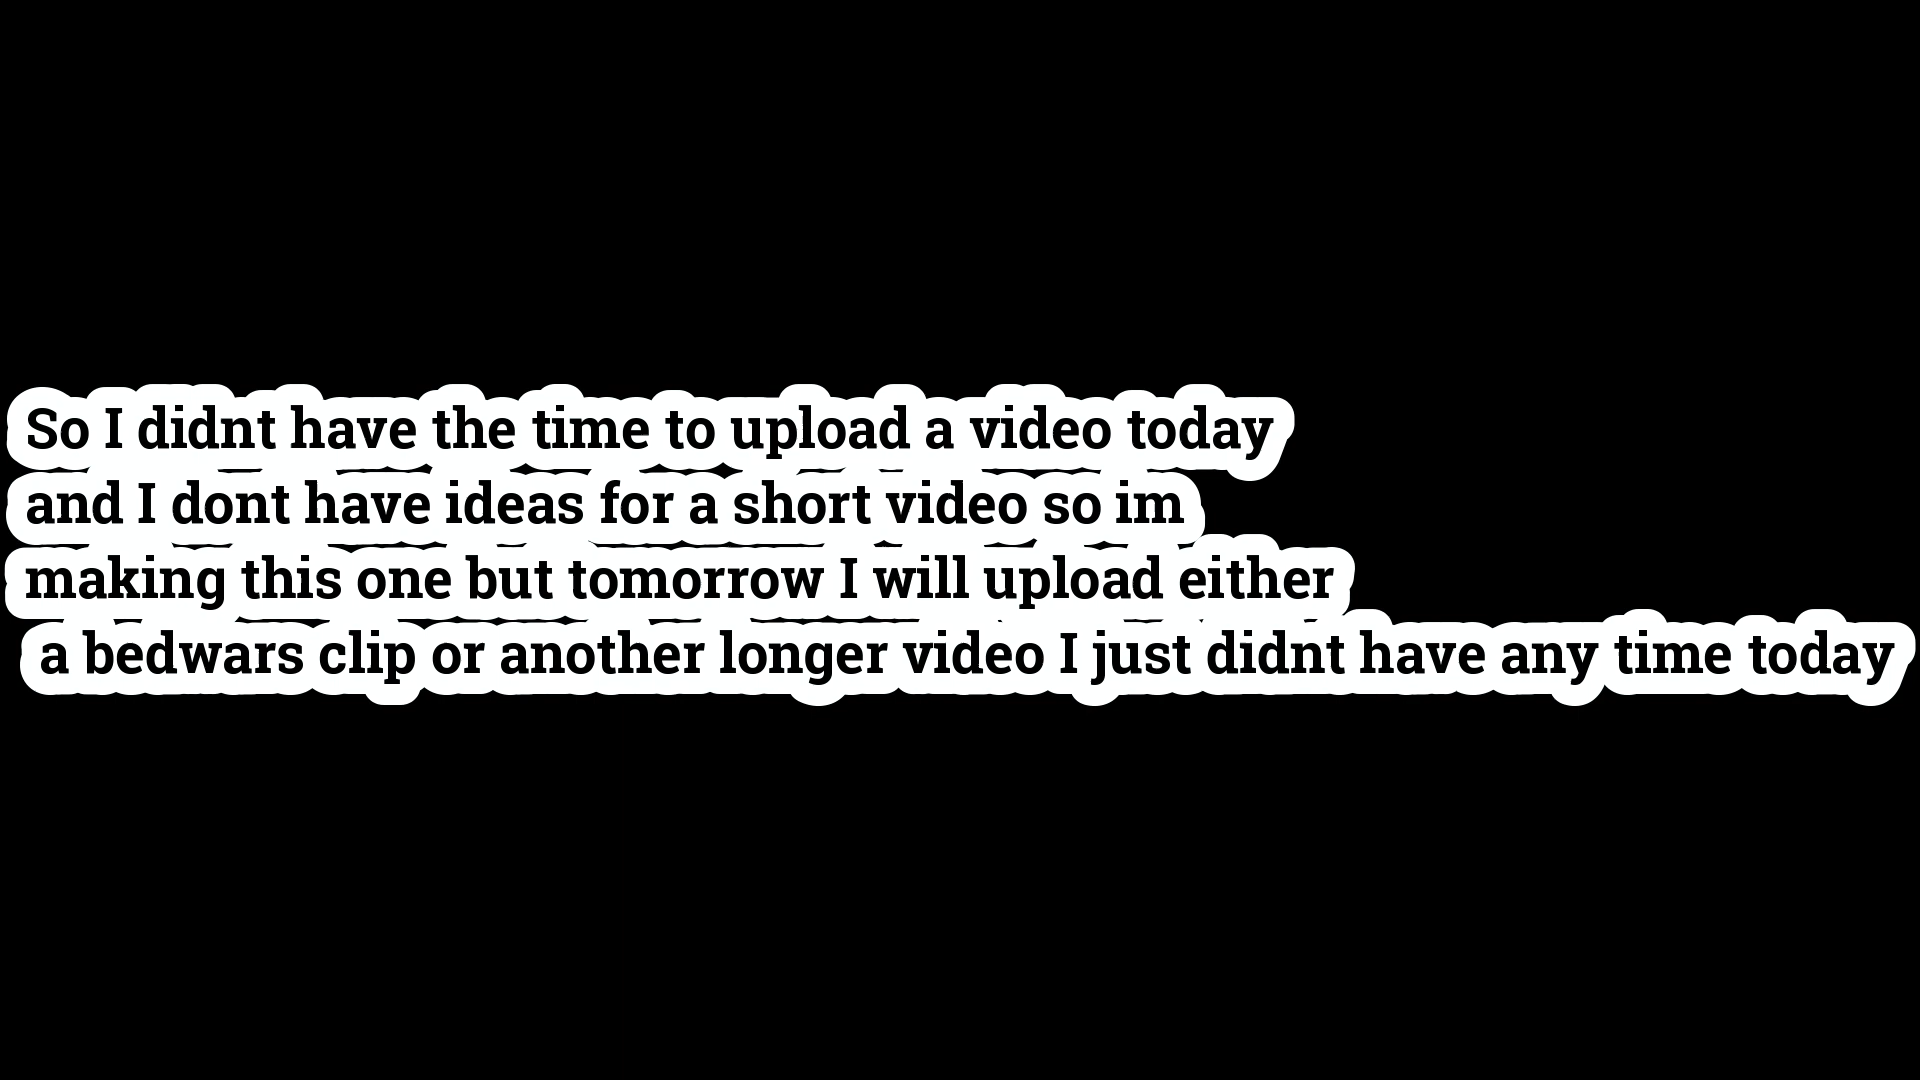 So I didnt have the time to upload a video today
and I dont have ideas for a short video so im
making this one but tomorrow I will upload either
a bedwars clip or another longer video I just didnt have any time today